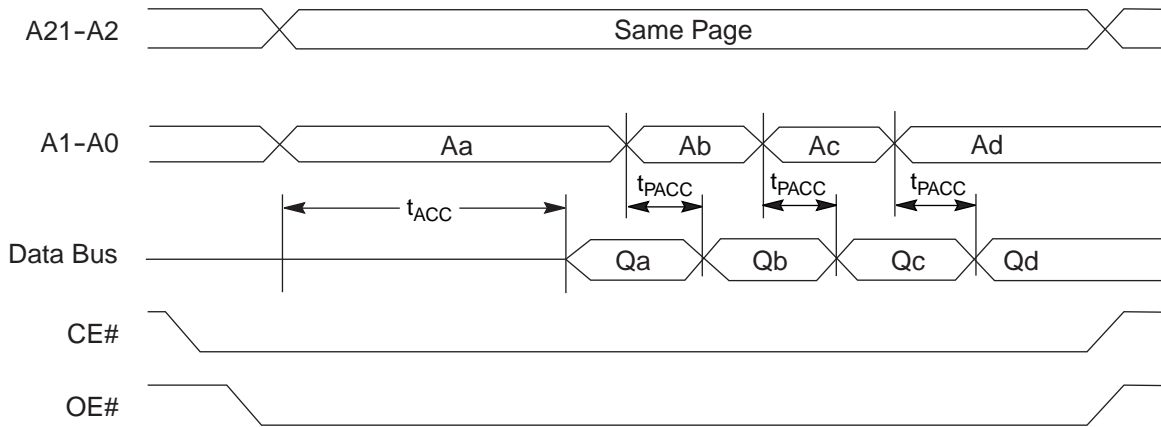 A21-A2 Same Page
A1-A0 Aa Ab Ac Ad
tACC tPACC tPACC tPACC
Data Bus Qa Qb Qc Qd
CE#
OE#